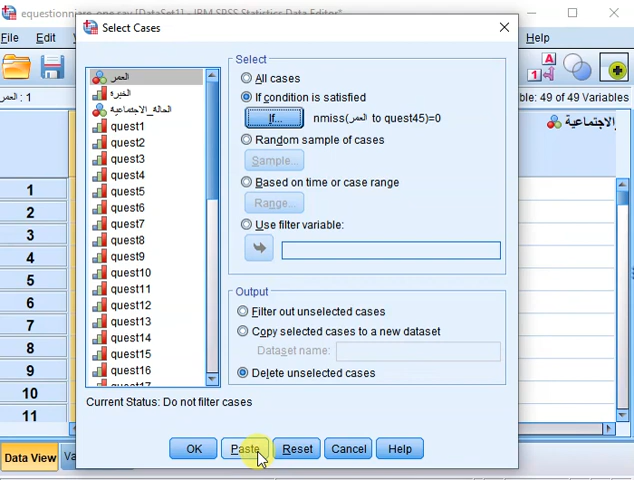 equestionniare_one.sav [DataSet1] - IBM SPSS Statistics Data Editor*
Select Cases
File Edit
Help
A
1
العمر : 1
ble: 49 of 49 Variables
الاجتماعية
1
2
3
4
5
6
7
8
9
10
11
العمر
الخبرة
الحالة_الاجتماعية
quest1
quest2
quest3
quest4
quest5
quest6
quest7
quest8
quest9
quest10
quest11
quest12
quest13
quest14
quest15
quest16
quest17
Select
All cases
If condition is satisfied
If... nmiss(العمر to quest45)=0
Random sample of cases
Sample...
Based on time or case range
Range...
Use filter variable:
Output
Filter out unselected cases
Copy selected cases to a new dataset
Dataset name:
Delete unselected cases
Current Status: Do not filter cases
OK Paste Reset Cancel Help
Data View Va